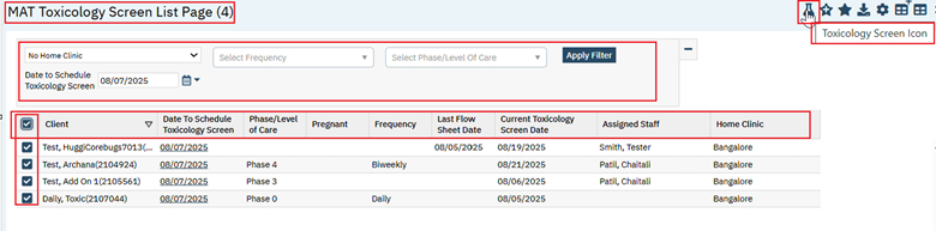 MAT Toxicology Screen List Page (4)
Toxicology Screen Icon
No Home Clinic Select Frequency Select Phase/Level Of Care Apply Filter
Date to Schedule
Toxicology Screen 08/07/2025
Client Date To Schedule Toxicology Screen Phase/Level of Care Pregnant Frequency Last Flow Sheet Date Current Toxicology Screen Date Assigned Staff Home Clinic
Test, HuggiCorebugs7013(... 08/07/2025 08/05/2025 08/19/2025 Smith, Tester Bangalore
Test, Archana(2104924) 08/07/2025 Phase 4 Biweekly 08/21/2025 Patil, Chaitali Bangalore
Test, Add On 1(2105561) 08/07/2025 Phase 3 08/06/2025 Patil, Chaitali Bangalore
Daily, Toxic(2107044) 08/07/2025 Phase 0 Daily 08/05/2025 Bangalore